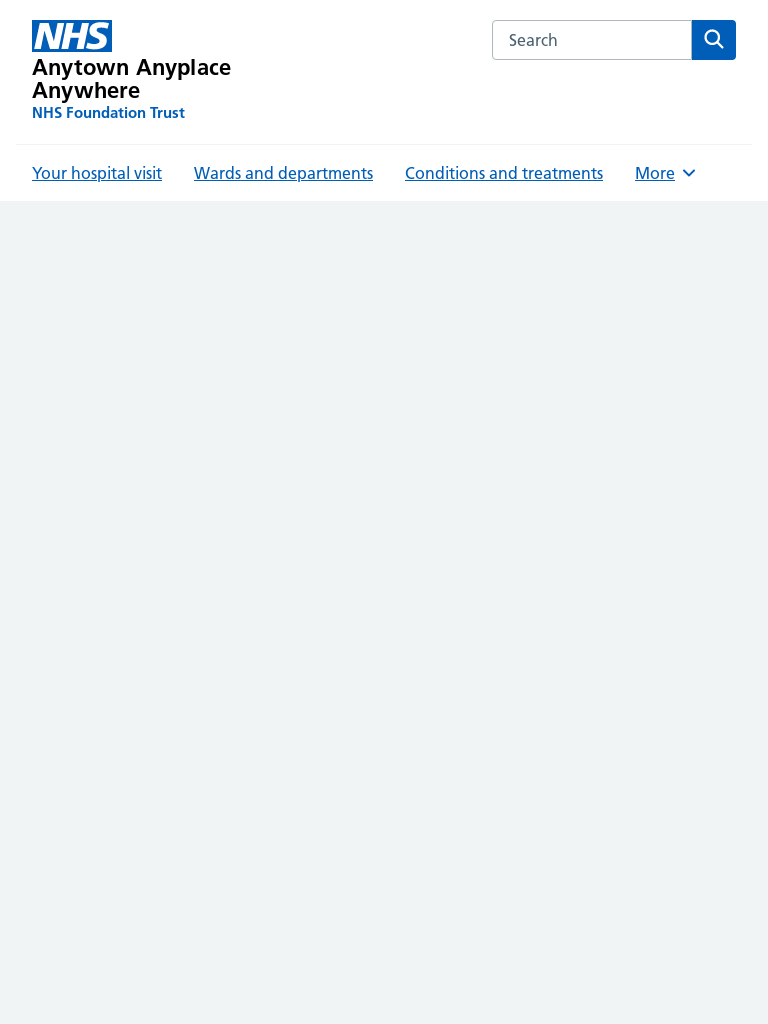 NHS
Anytown Anyplace
Anywhere
NHS Foundation Trust
Search
Your hospital visit
Wards and departments
Conditions and treatments
More